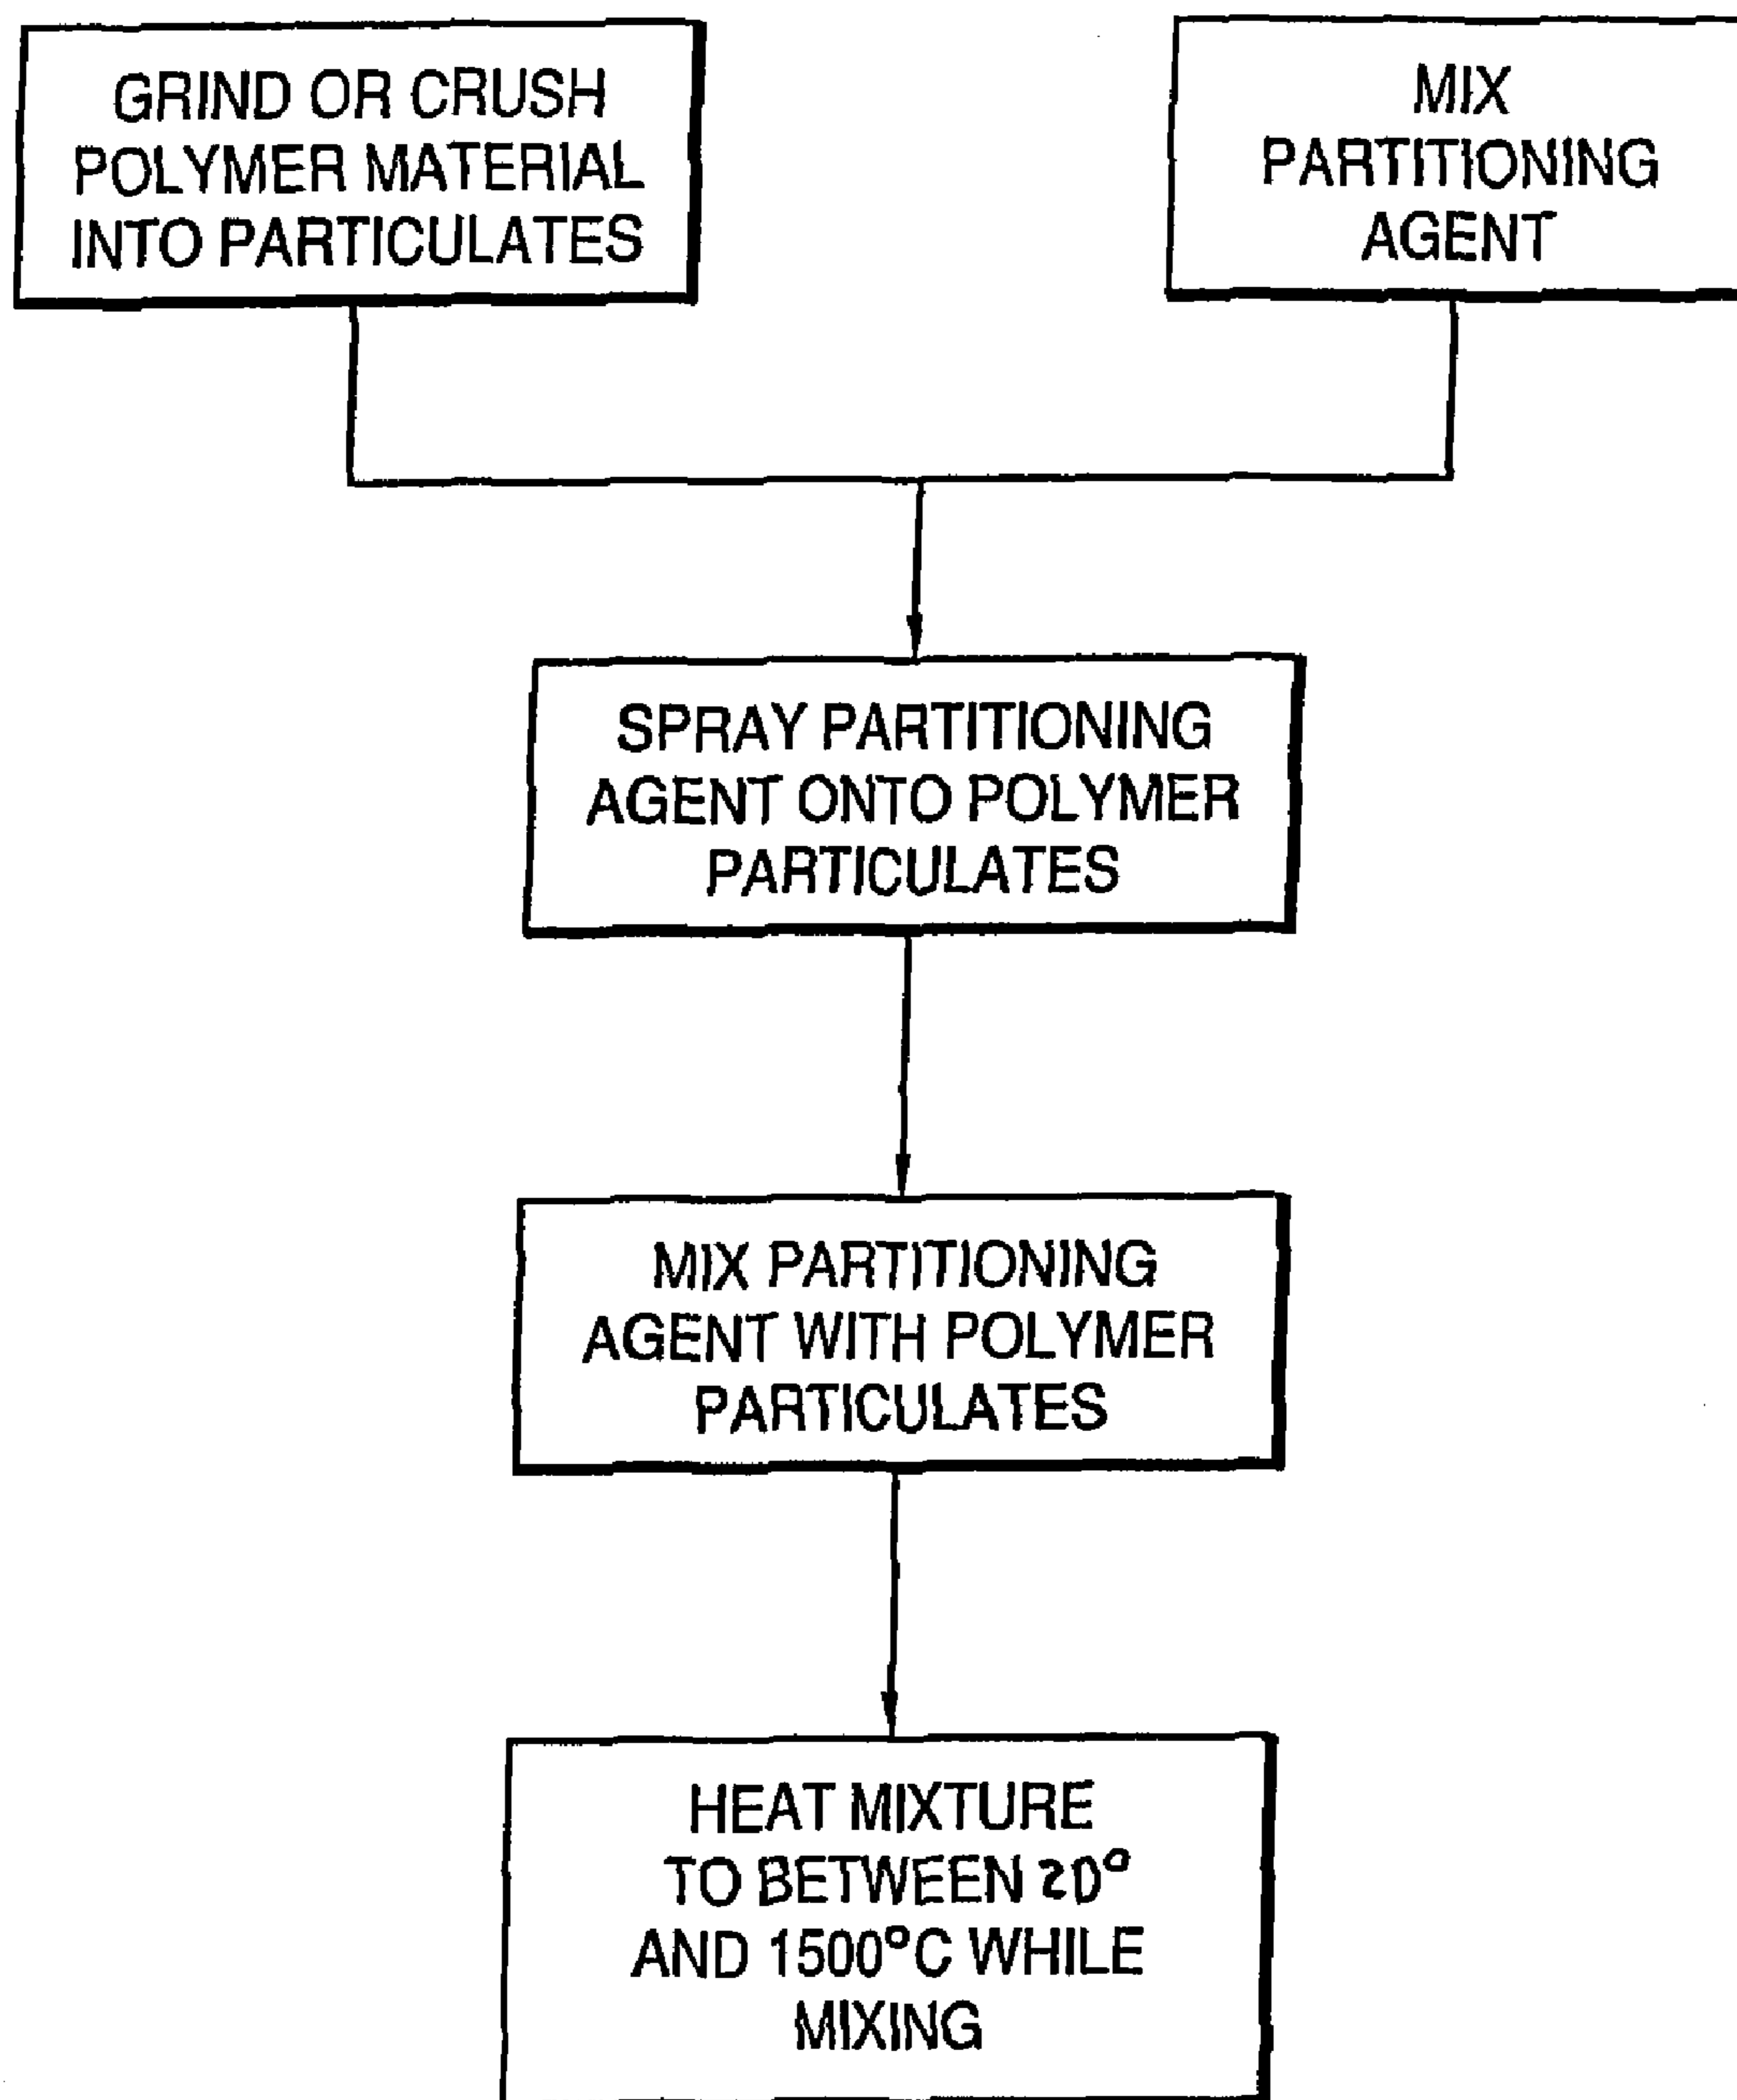 GRIND OR CRUSH
POLYMER MATERIAL
INTO PARTICULATES
MIX
PARTITIONING
AGENT
SPRAY PARTITIONING
AGENT ONTO POLYMER
PARTICULATES
MIX PARTITIONING
AGENT WITH POLYMER
PARTICULATES
HEAT MIXTURE
TO BETWEEN 20°
AND 1500°C WHILE
MIXING